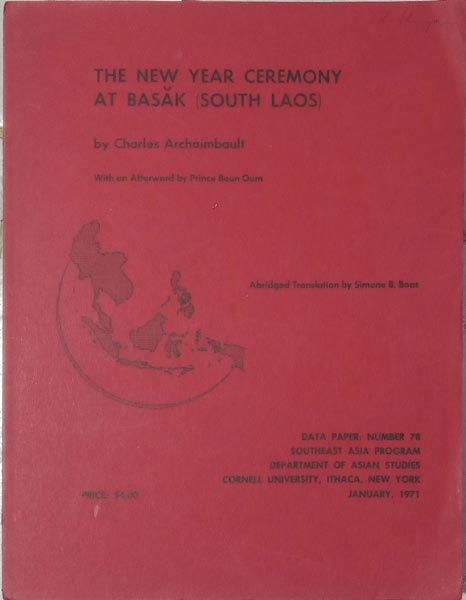 THE NEW YEAR CEREMONY
AT BASĂK (SOUTH LAOS)
by Charles Archaimbault
With an Afterword by Prince Boun Oum
Abridged Translation by Simone B. Boas
DATA PAPER: NUMBER 78
SOUTHEAST ASIA PROGRAM
DEPARTMENT OF ASIAN STUDIES
CORNELL UNIVERSITY, ITHACA, NEW YORK
PRICE: $4.00 JANUARY, 1971